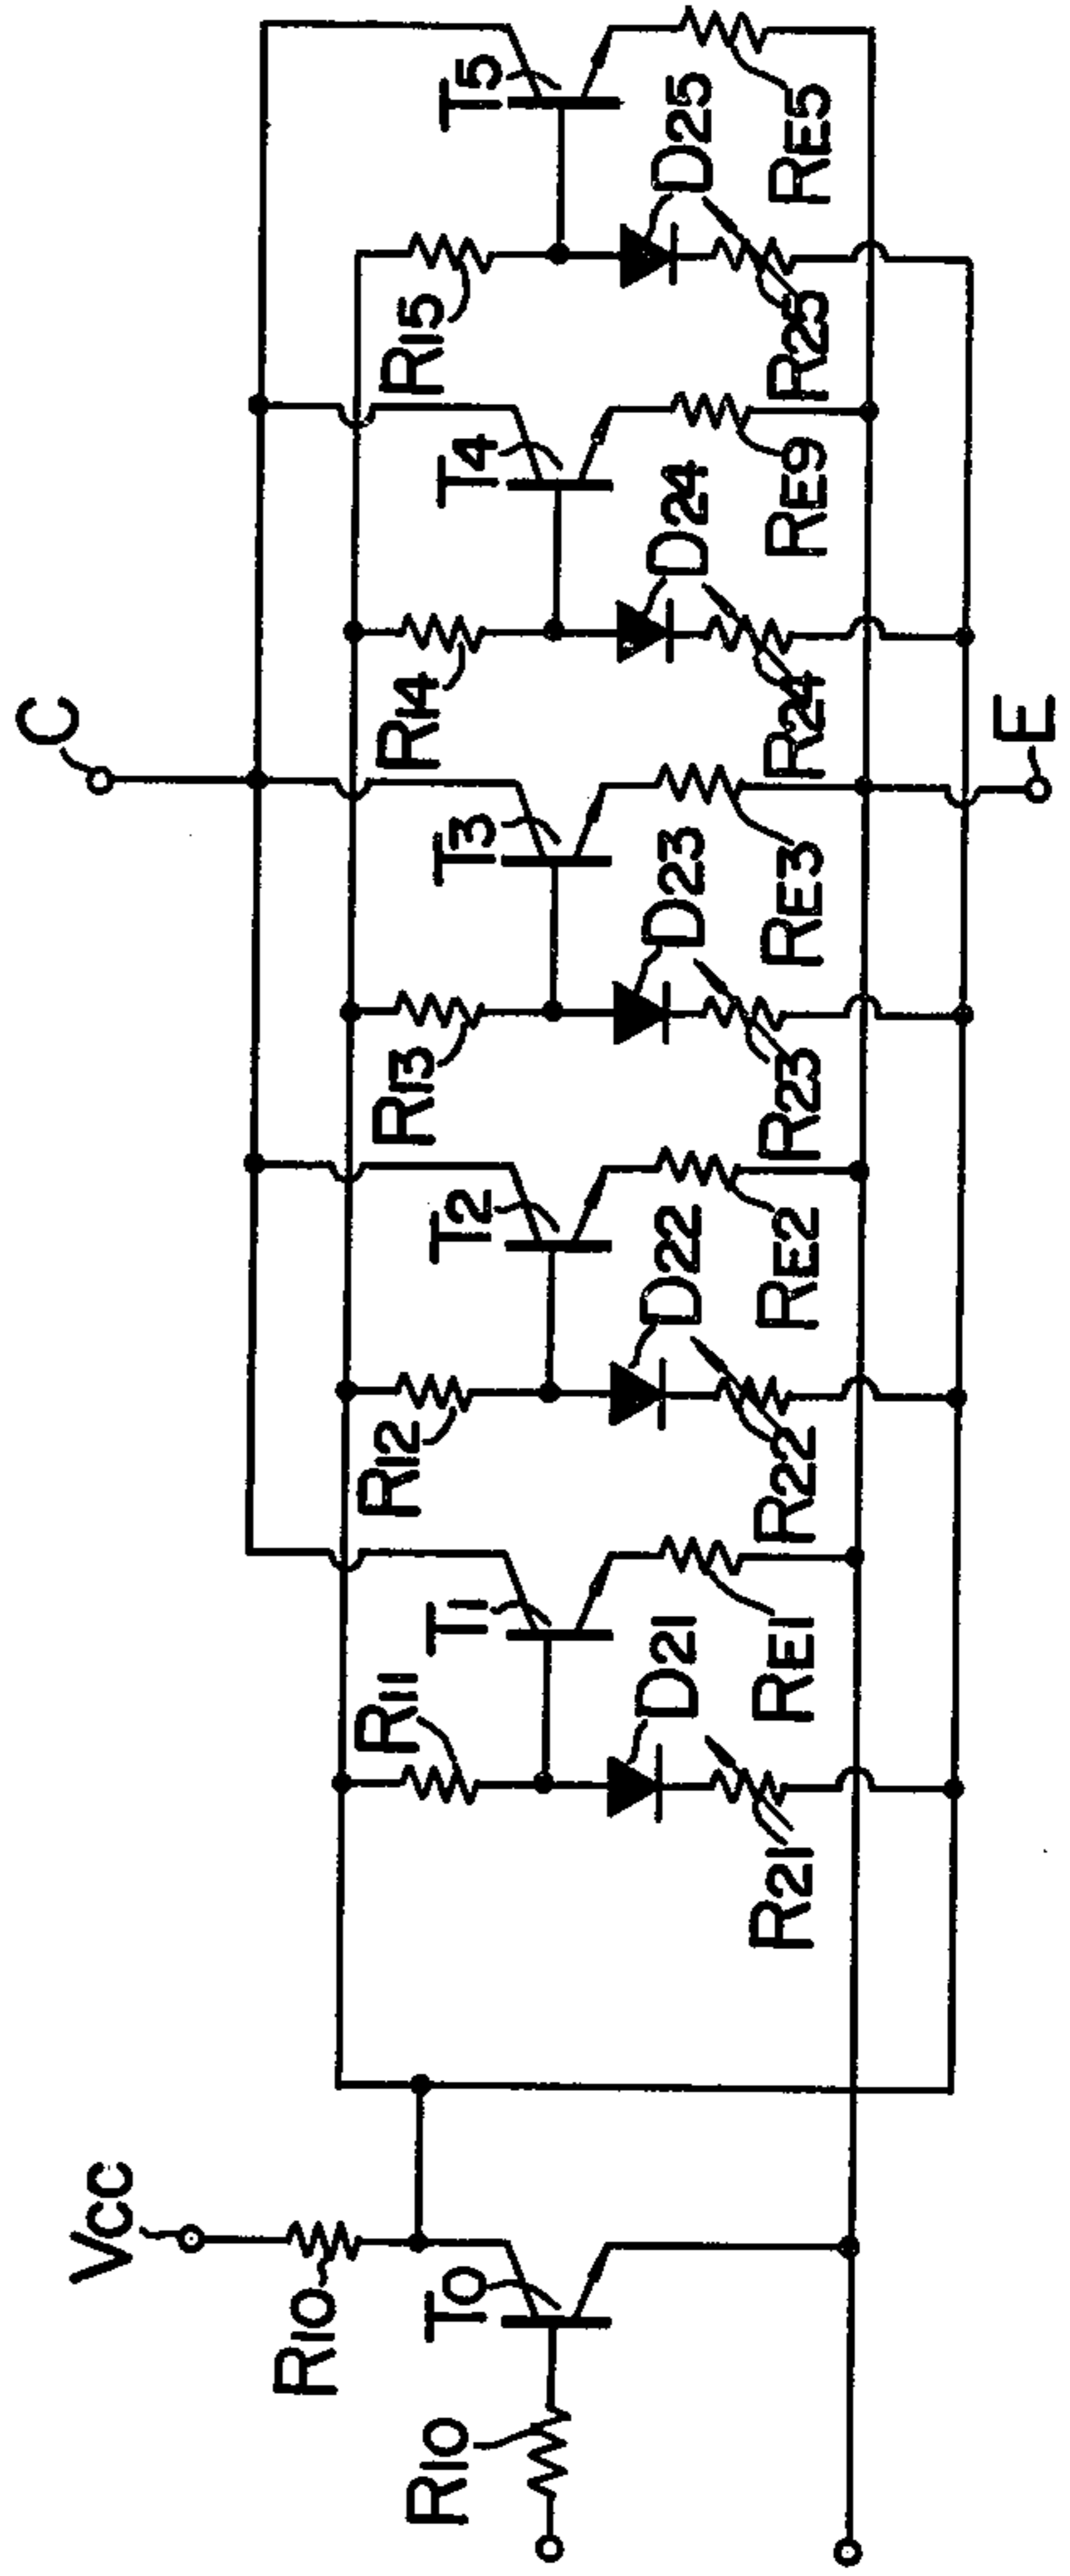 C
VCC
R10
R10
T0
R11
T1
R12
T2
R13
T3
R14
T4
R15
T5
D21
D22
D23
D24
D25
R21
RE1
R22
RE2
R23
RE3
R24
RE9
R25
RE5
E